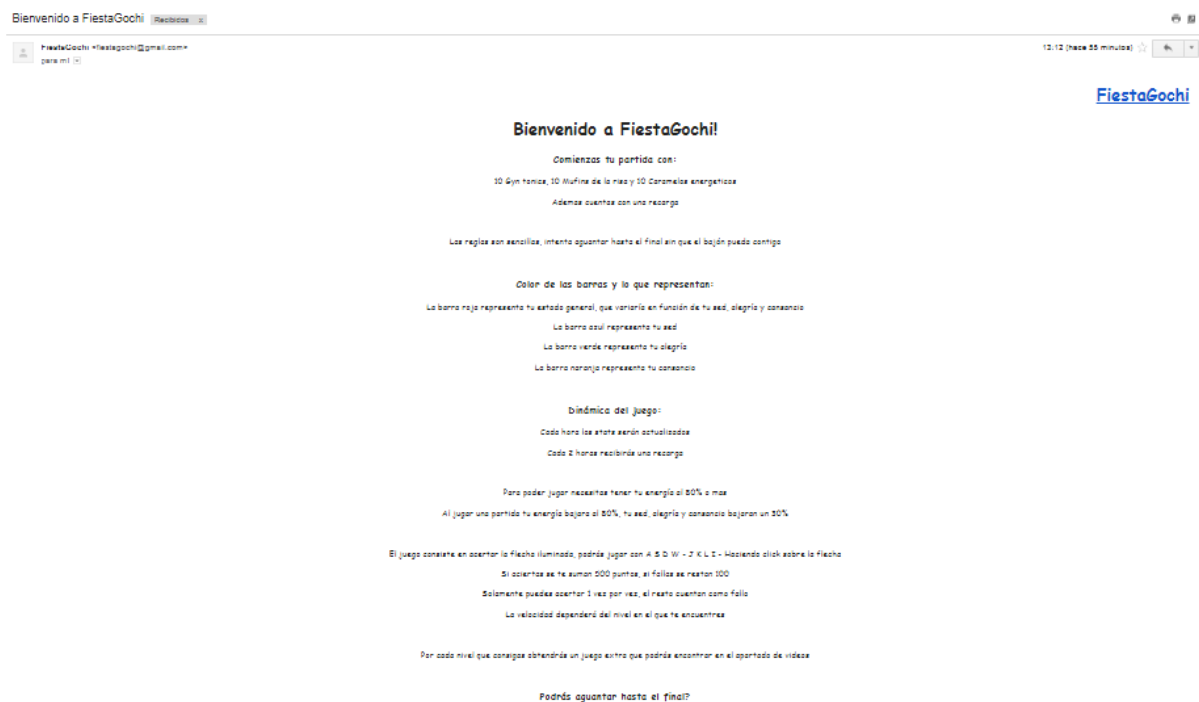 Bienvenido a FiestaGochi Recibidos x
FiestaGochi <fiestagochi@gmail.com>
12:12 (hace 55 minutos)
para mí
FiestaGochi
Bienvenido a FiestaGochi!
Comienzas tu partida con:
10 Gyn tonics, 10 Mufins de la risa y 10 Caramelos energeticos
Ademas cuentas con una recarga
Las reglas son sencillas, intenta aguantar hasta el final sin que el bajón pueda contigo
Color de las barras y lo que representan:
La barra roja representa tu estado general, que variaría en función de tu sed, alegría y cansancio
La barra azul representa tu sed
La barra verde representa tu alegría
La barra naranja representa tu cansancio
Dinámica del juego:
Cada hora las stats serán actualizadas
Cada 2 horas recibirás una recarga
Para poder jugar necesitas tener tu energía al 80% o mas
Al jugar una partida tu energía bajara al 80%, tu sed, alegría y cansancio bajaran un 30%
El juego consiste en acertar la flecha iluminada, podrás jugar con A S D W - J K L I - Haciendo click sobre la flecha
Si aciertas se te suman 500 puntos, si fallas se restan 100
Solamente puedes acertar 1 vez por vez, el resto cuentan como fallo
La velocidad dependerá del nivel en el que te encuentres
Por cada nivel que consigas obtendrás un juego extra que podrás encontrar en el apartado de videos
Podrás aguantar hasta el final?